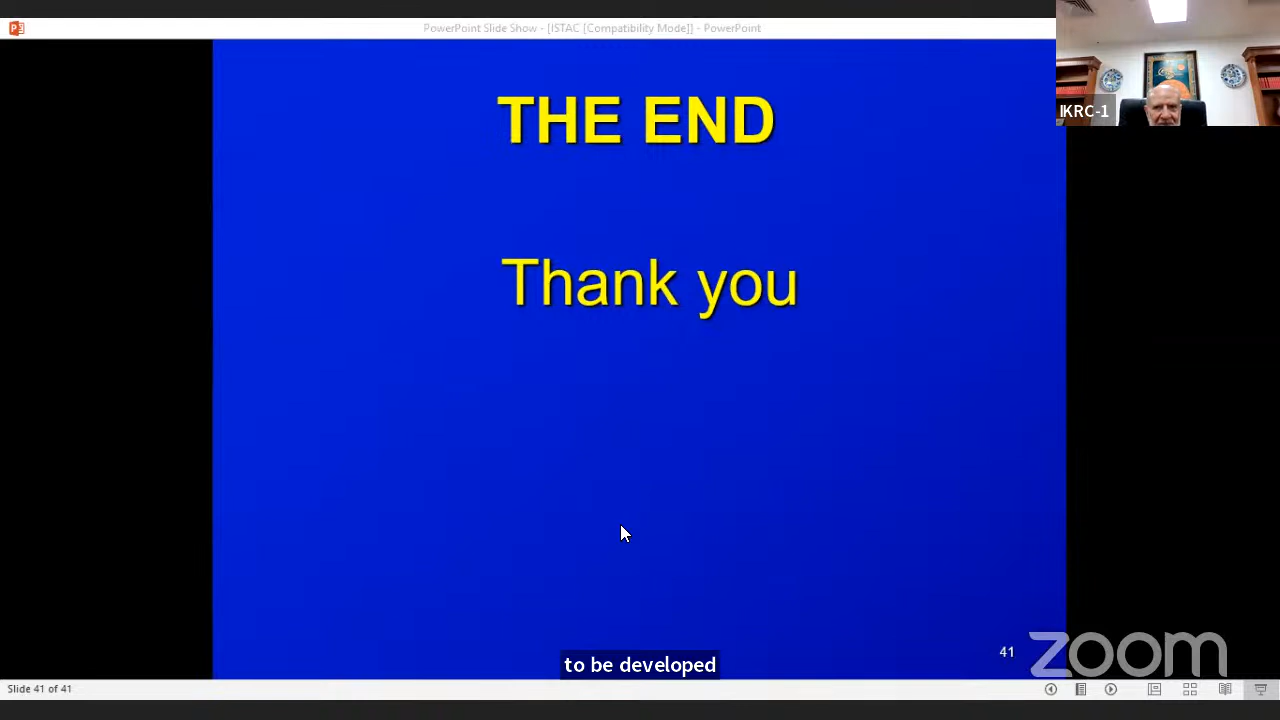 PowerPoint Slide Show - [ISTAC [Compatibility Mode]] - PowerPoint
IKRC-1
THE END
Thank you
41
zoom
to be developed
Slide 41 of 41